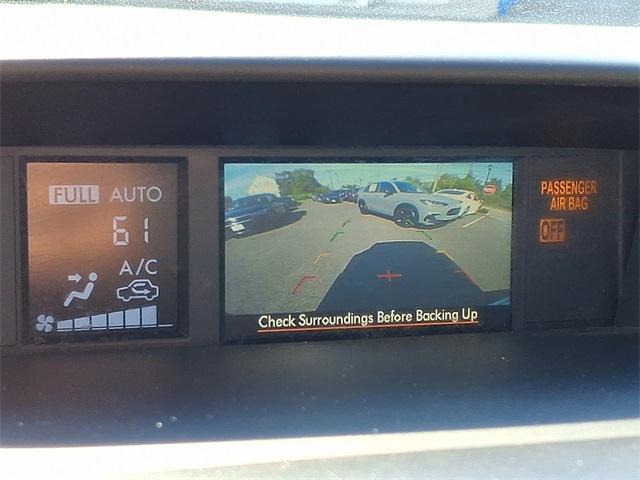 FULL AUTO
61
A/C
Check Surroundings Before Backing Up
PASSENGER
AIR BAG
OFF